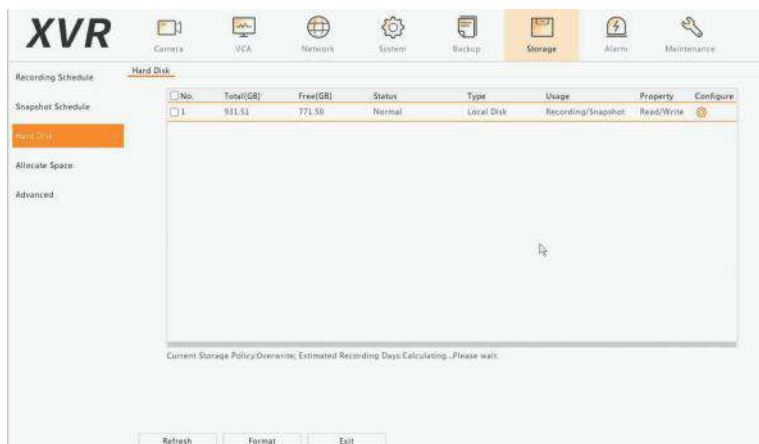 XVR
Camera VCA Network System Backup Storage Alarm Maintenance
Recording Schedule
Snapshot Schedule
Hard Disk
Allocate Space
Advanced
Hard Disk
No. Total(GB) Free(GB) Status Type Usage Property Configure
1 931.51 771.50 Normal Local Disk Recording/Snapshot Read/Write
Current Storage Policy:Overwrite; Estimated Recording Days:Calculating...Please wait.
Refresh Format Exit